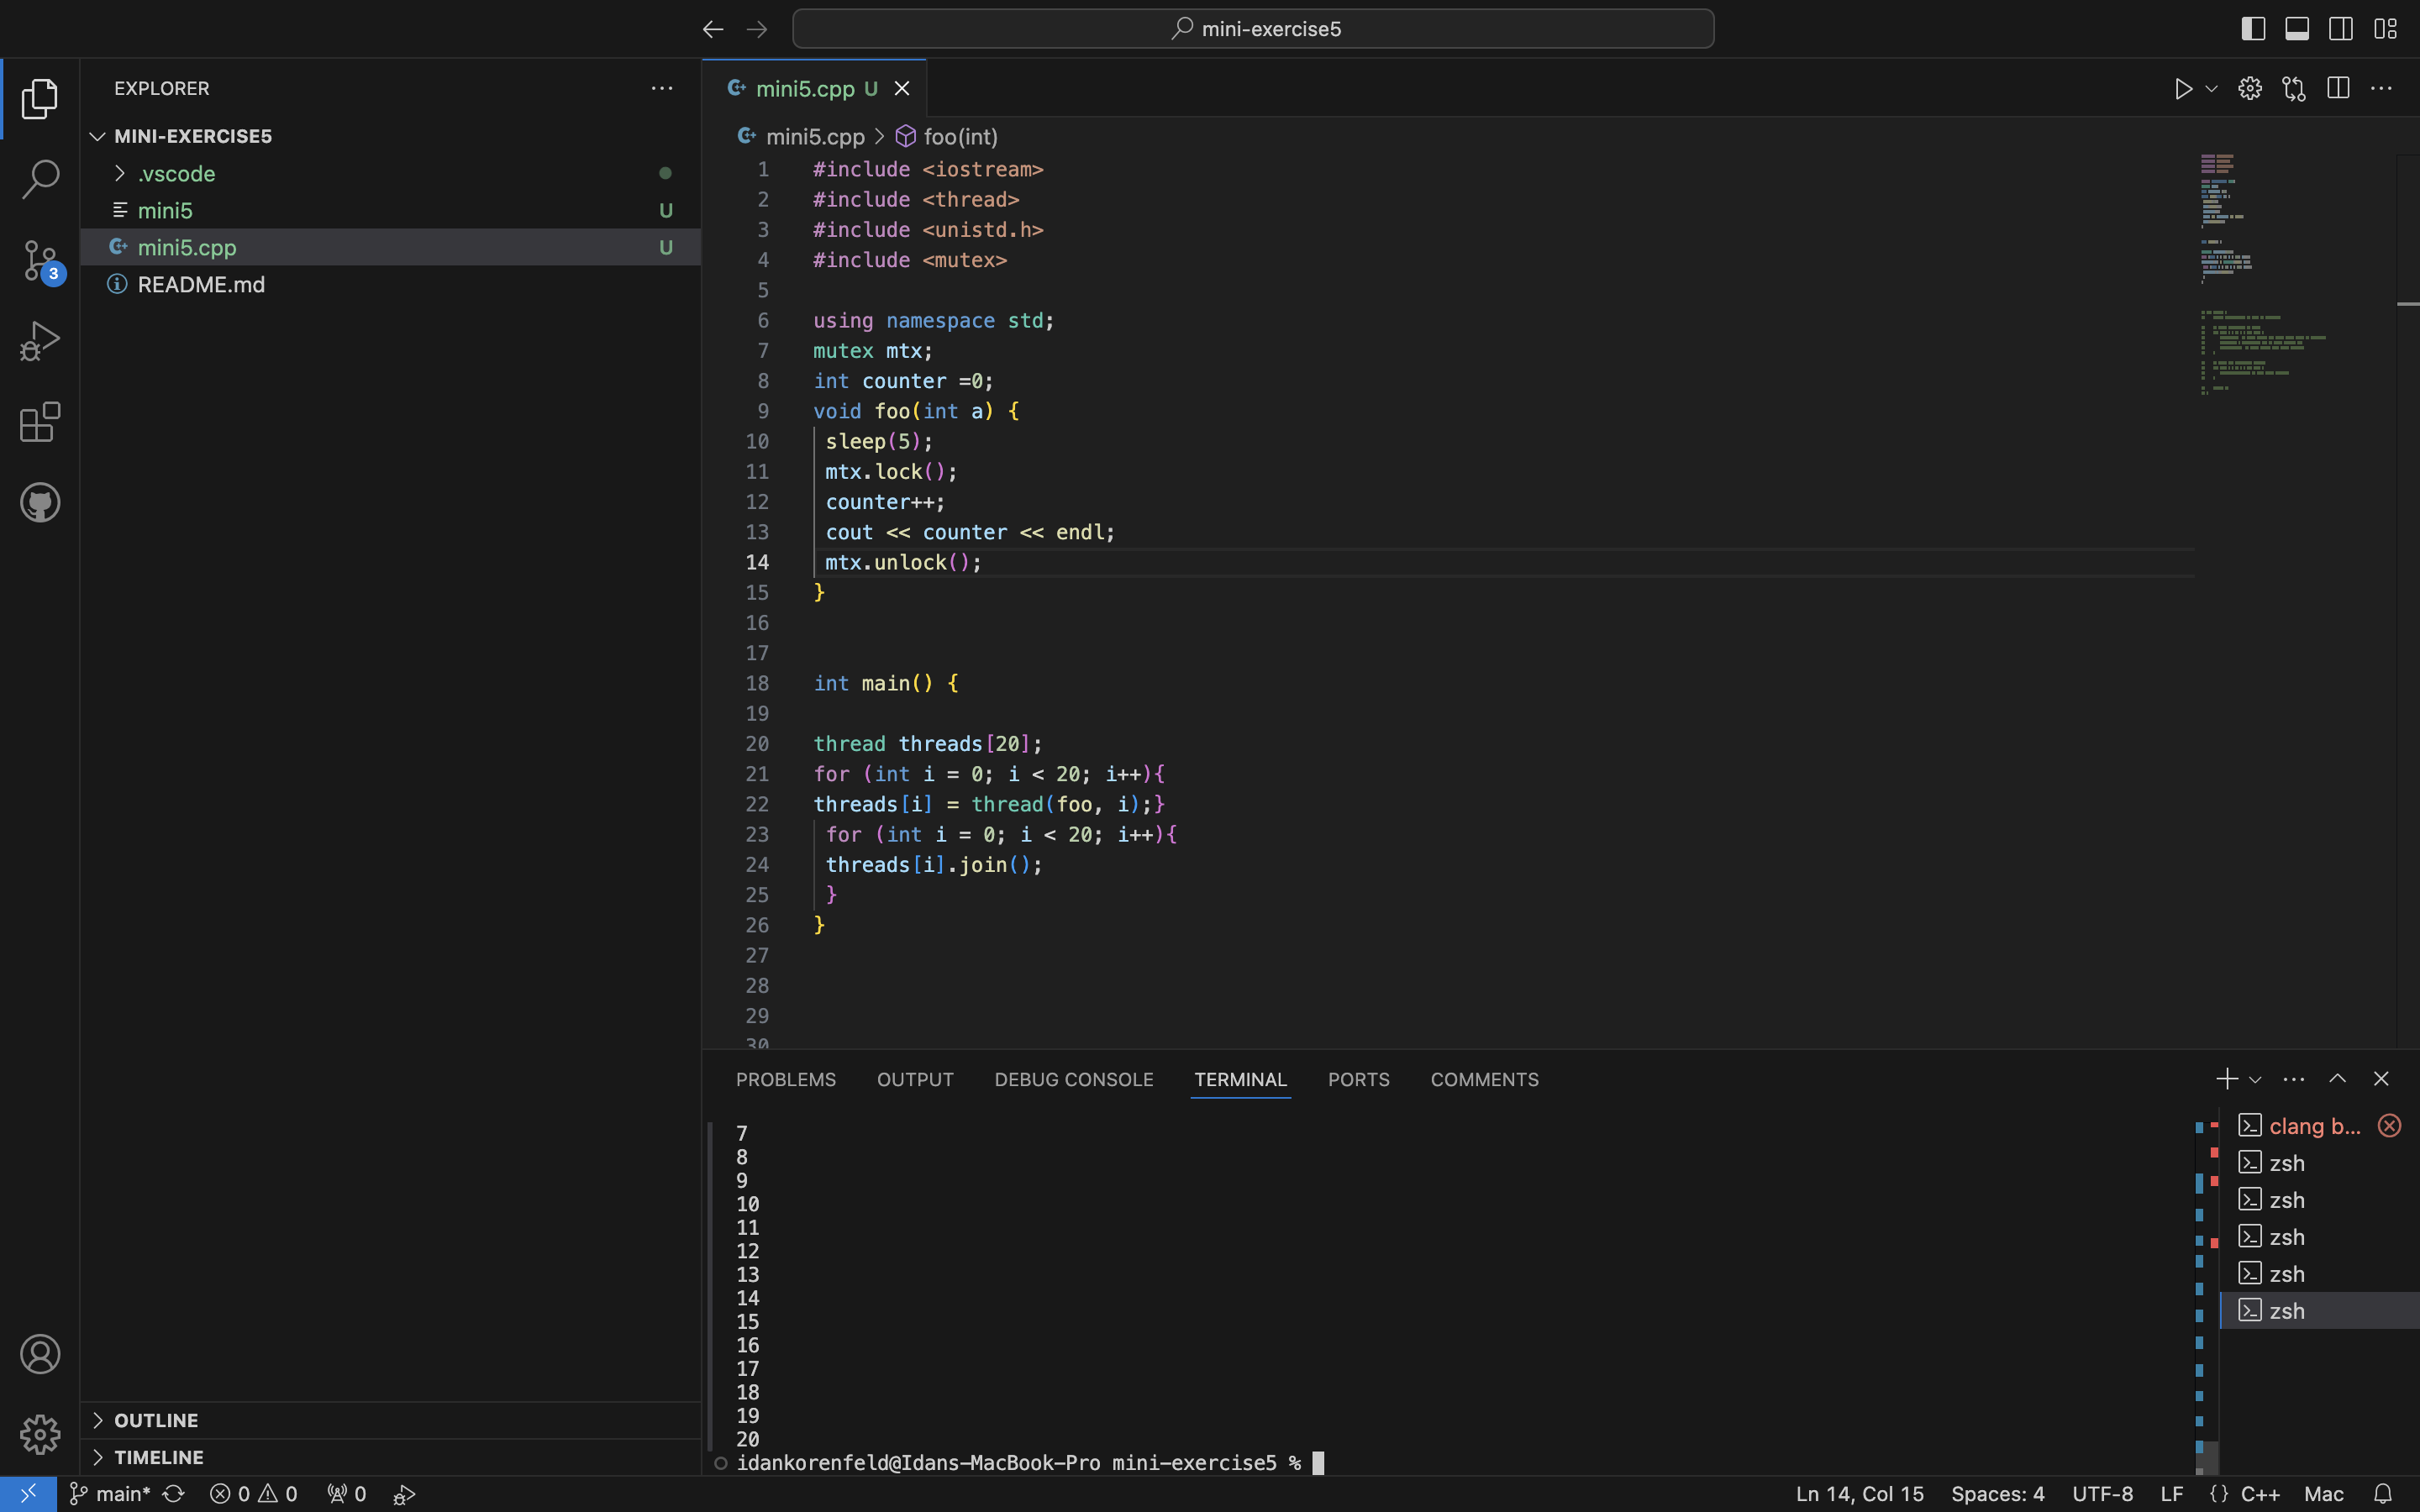 mini-exercise5
EXPLORER
MINI-EXERCISE5
.vscode
mini5 U
mini5.cpp U
README.md
3
OUTLINE
TIMELINE
mini5.cpp U
mini5.cpp > foo(int)
1 #include <iostream>
2 #include <thread>
3 #include <unistd.h>
4 #include <mutex>
5
6 using namespace std;
7 mutex mtx;
8 int counter =0;
9 void foo(int a) {
10 sleep(5);
11 mtx.lock();
12 counter++;
13 cout << counter << endl;
14 mtx.unlock();
15 }
16
17
18 int main() {
19
20 thread threads[20];
21 for (int i = 0; i < 20; i++){
22 threads[i] = thread(foo, i);}
23 for (int i = 0; i < 20; i++){
24 threads[i].join();
25 }
26 }
27
28
29
30
PROBLEMS OUTPUT DEBUG CONSOLE TERMINAL PORTS COMMENTS
7
8
9
10
11
12
13
14
15
16
17
18
19
20
idankorenfeld@Idans-MacBook-Pro mini-exercise5 %
clang b...
zsh
zsh
zsh
zsh
zsh
main* 0 0 0 Ln 14, Col 15 Spaces: 4 UTF-8 LF {} C++ Mac